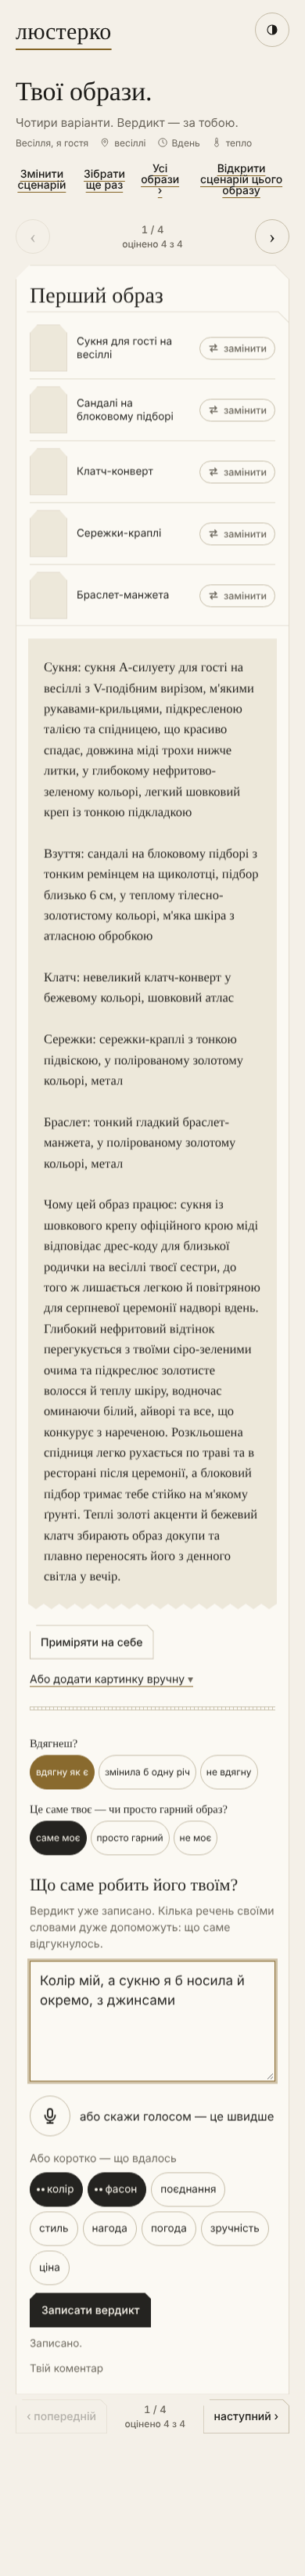 люстерко
Твої образи.
Чотири варіанти. Вердикт — за тобою.
Весілля, я гостя весіллі Вдень тепло
Змінити сценарій
Зібрати ще раз
Усі образи ›
Відкрити сценарій цього образу
‹
1 / 4
оцінено 4 з 4
›
Перший образ
Сукня для гості на
весіллі
замінити
Сандалі на
блоковому підборі
замінити
Клатч-конверт
замінити
Сережки-краплі
замінити
Браслет-манжета
замінити
Сукня: сукня А-силуету для гості на
весіллі з V-подібним вирізом, м'якими
рукавами-крильцями, підкресленою
талією та спідницею, що красиво
спадає, довжина міді трохи нижче
литки, у глибокому нефритово-
зеленому кольорі, легкий шовковий
креп із тонкою підкладкою
Взуття: сандалі на блоковому підборі з
тонким ремінцем на щиколотці, підбор
близько 6 см, у теплому тілесно-
золотистому кольорі, м'яка шкіра з
атласною обробкою
Клатч: невеликий клатч-конверт у
бежевому кольорі, шовковий атлас
Сережки: сережки-краплі з тонкою
підвіскою, у полірованому золотому
кольорі, метал
Браслет: тонкий гладкий браслет-
манжета, у полірованому золотому
кольорі, метал
Чому цей образ працює: сукня із
шовкового крепу офіційного крою міді
відповідає дрес-коду для близької
родички на весіллі твоєї сестри, до
того ж лишається легкою й повітряною
для серпневої церемонії надворі вдень.
Глибокий нефритовий відтінок
перегукується з твоїми сіро-зеленими
очима та підкреслює золотисте
волосся й теплу шкіру, водночас
оминаючи білий, айворі та все, що
конкурує з нареченою. Розкльошена
спідниця легко рухається по траві та в
ресторані після церемонії, а блоковий
підбор тримає тебе стійко на м'якому
ґрунті. Теплі золоті акценти й бежевий
клатч збирають образ докупи та
плавно переносять його з денного
світла у вечір.
Приміряти на себе
Або додати картинку вручну ▾
Вдягнеш?
вдягну як є
змінила б одну річ
не вдягну
Це саме твоє — чи просто гарний образ?
саме моє
просто гарний
не моє
Що саме робить його твоїм?
Вердикт уже записано. Кілька речень своїми
словами дуже допоможуть: що саме
відгукнулось.
Колір мій, а сукню я б носила й
окремо, з джинсами
або скажи голосом — це швидше
Або коротко — що вдалось
•• колір
•• фасон
поєднання
стиль
нагода
погода
зручність
ціна
Записати вердикт
Записано.
Твій коментар
‹ попередній
1 / 4
оцінено 4 з 4
наступний ›